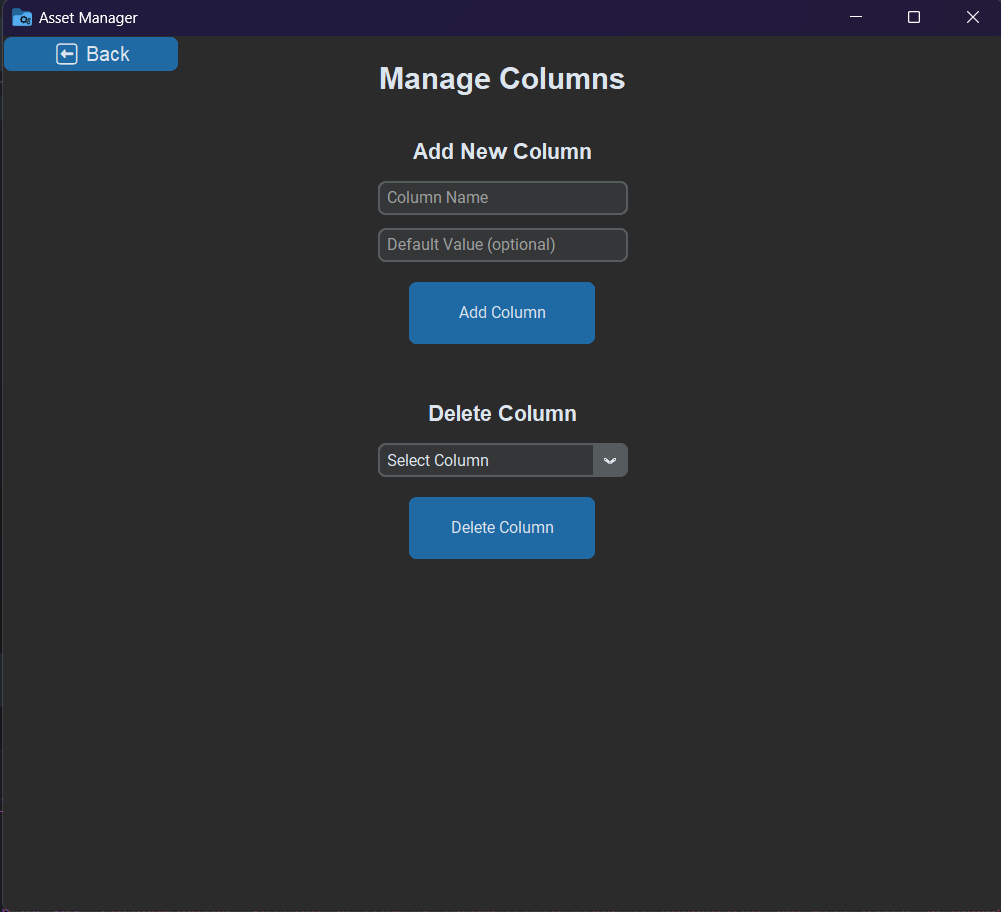 Asset Manager
Back
Manage Columns
Add New Column
Column Name
Default Value (optional)
Add Column
Delete Column
Select Column
Delete Column